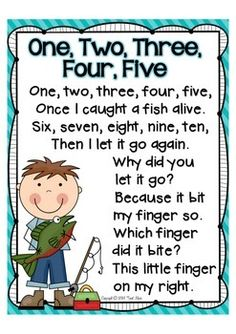 One, Two, Three,
Four, Five
One, two, three, four, five,
Once I caught a fish alive.
Six, seven, eight, nine, ten,
Then I let it go again.
Why did you
let it go?
Because it bit
my finger so.
Which finger
did it bite?
This little finger
on my right.